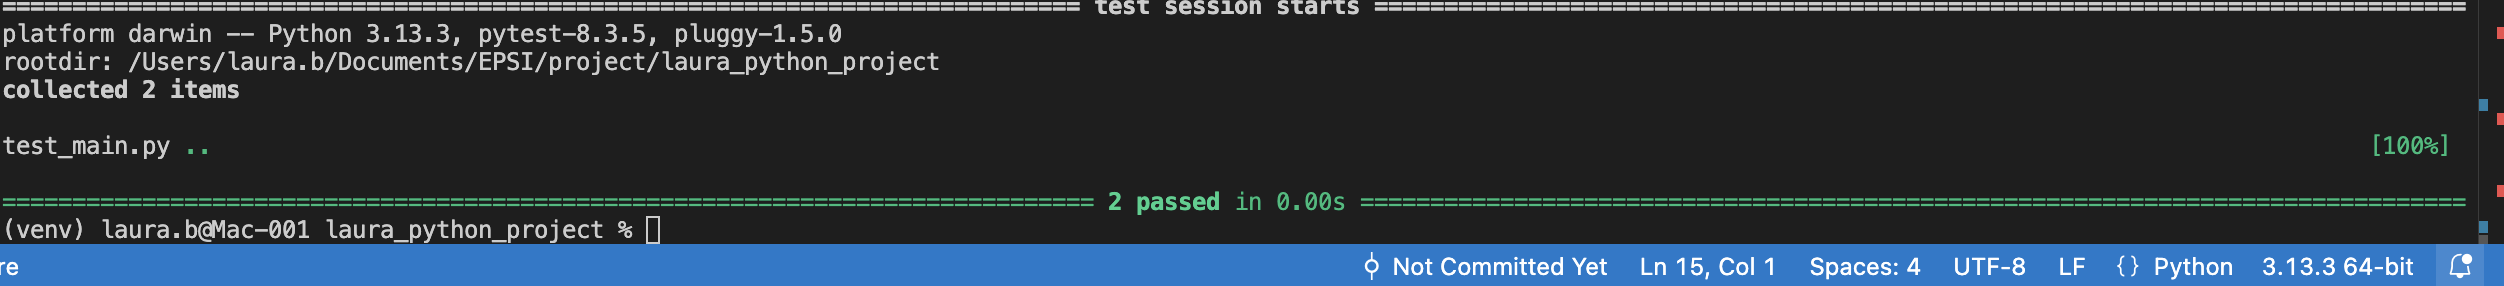 ============================================================================= test session starts ==============================================================================
platform darwin -- Python 3.13.3, pytest-8.3.5, pluggy-1.5.0
rootdir: /Users/laura.b/Documents/EPSI/project/laura_python_project
collected 2 items
test_main.py .. [100%]
============================================================================== 2 passed in 0.00s ===============================================================================
(venv) laura.b@Mac-001 laura_python_project %
re Not Committed Yet Ln 15, Col 1 Spaces: 4 UTF-8 LF {} Python 3.13.3 64-bit